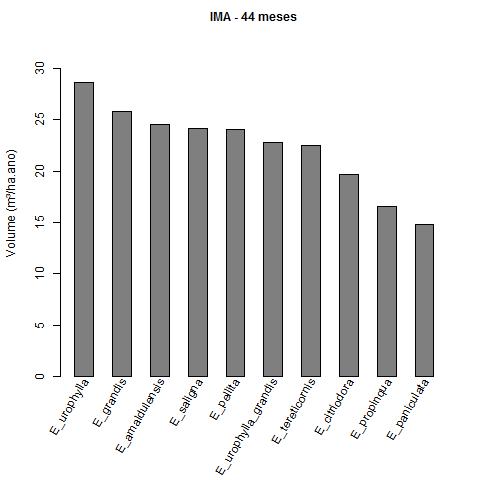 IMA - 44 meses
Volume (m³/ha.ano)
30
25
20
15
10
5
0
E_urophylla
E_grandis
E_amaldulensis
E_saligna
E_pellita
E_urophylla_grandis
E_tereticornis
E_citriodora
E_propinqua
E_paniculata